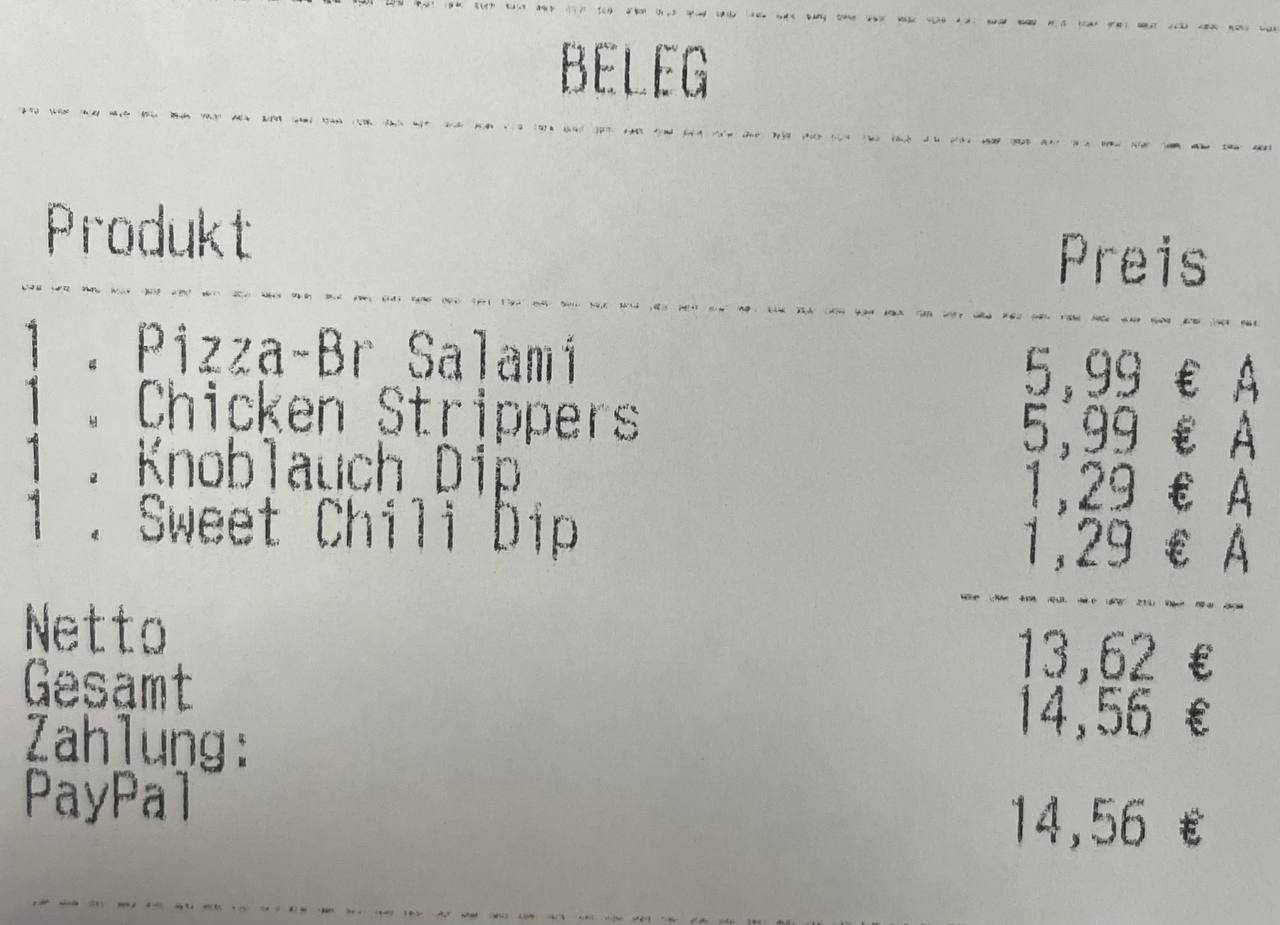 BELEG
Produkt Preis
1 . Pizza-Br Salami 5,99 € A
1 . Chicken Strippers 5,99 € A
1 . Knoblauch Dip 1,29 € A
1 . Sweet Chili Dip 1,29 € A
Netto 13,62 €
Gesamt 14,56 €
Zahlung:
PayPal 14,56 €